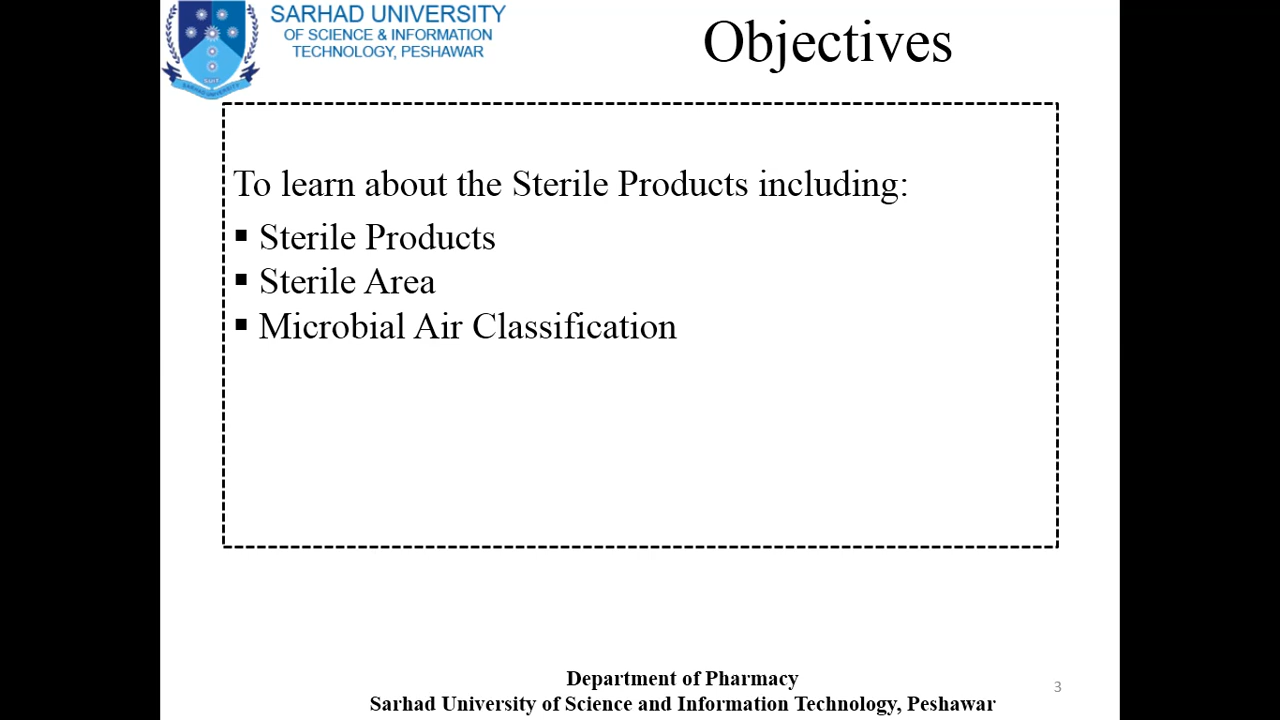 SARHAD UNIVERSITY
OF SCIENCE & INFORMATION
TECHNOLOGY, PESHAWAR
Objectives
To learn about the Sterile Products including:
▪ Sterile Products
▪ Sterile Area
▪ Microbial Air Classification
Department of Pharmacy
Sarhad University of Science and Information Technology, Peshawar
3